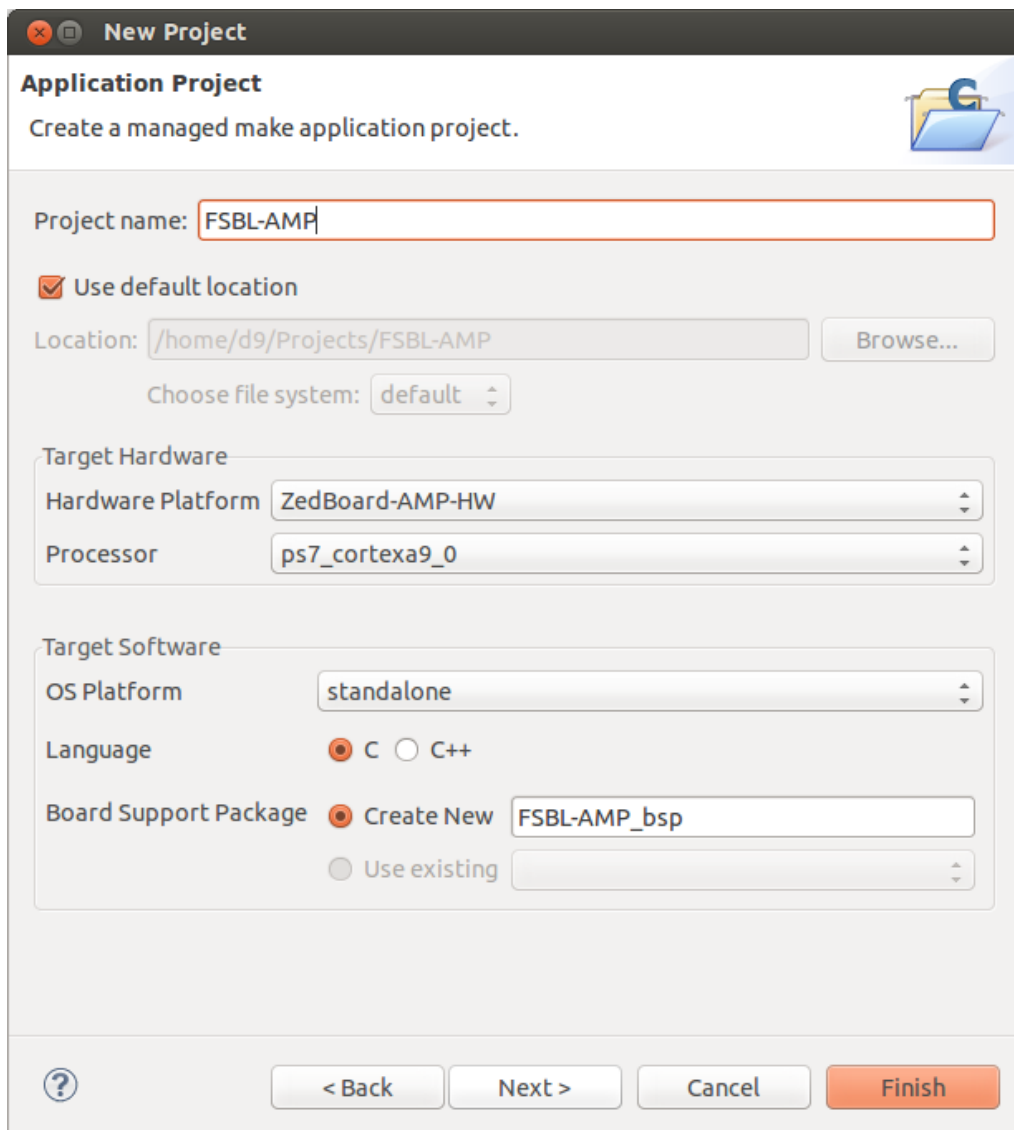 New Project
Application Project
Create a managed make application project.
Project name: FSBL-AMP
Use default location
Location: /home/d9/Projects/FSBL-AMP Browse...
Choose file system: default
Target Hardware
Hardware Platform ZedBoard-AMP-HW
Processor ps7_cortexa9_0
Target Software
OS Platform standalone
Language C C++
Board Support Package Create New FSBL-AMP_bsp
Use existing
? < Back Next > Cancel Finish